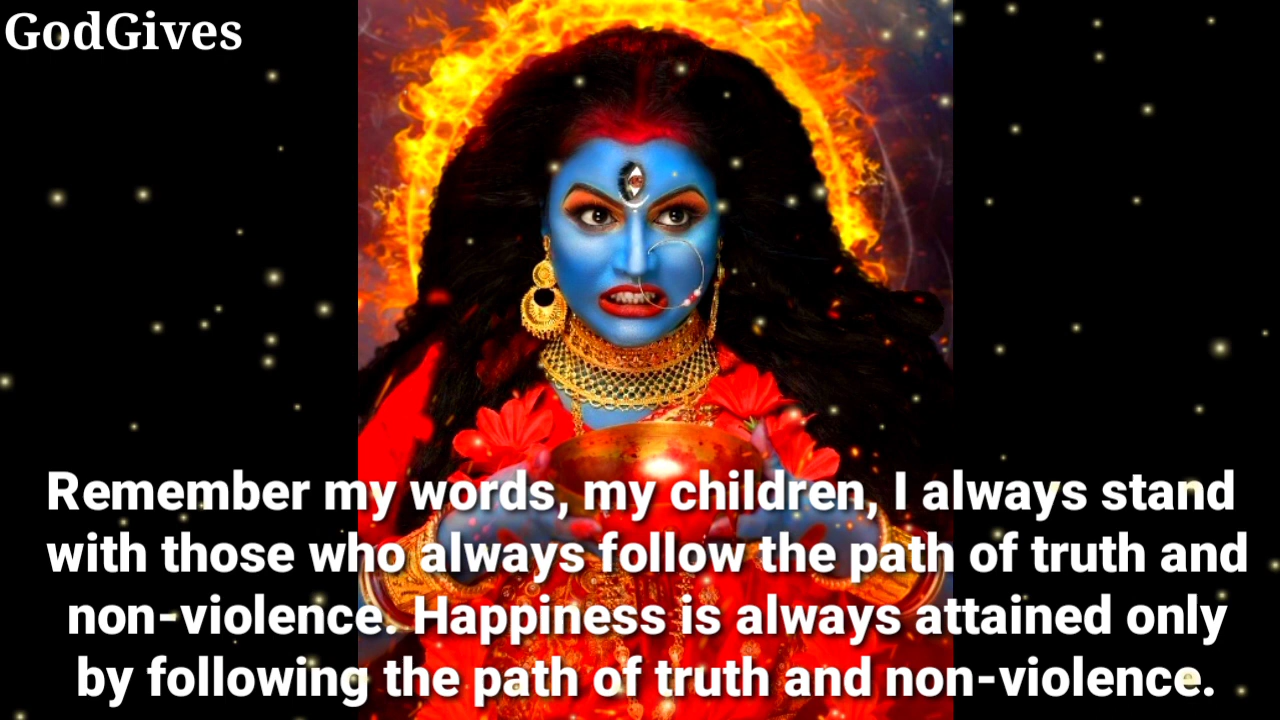 GodGives
Remember my words, my children, I always stand
with those who always follow the path of truth and
non-violence. Happiness is always attained only
by following the path of truth and non-violence.